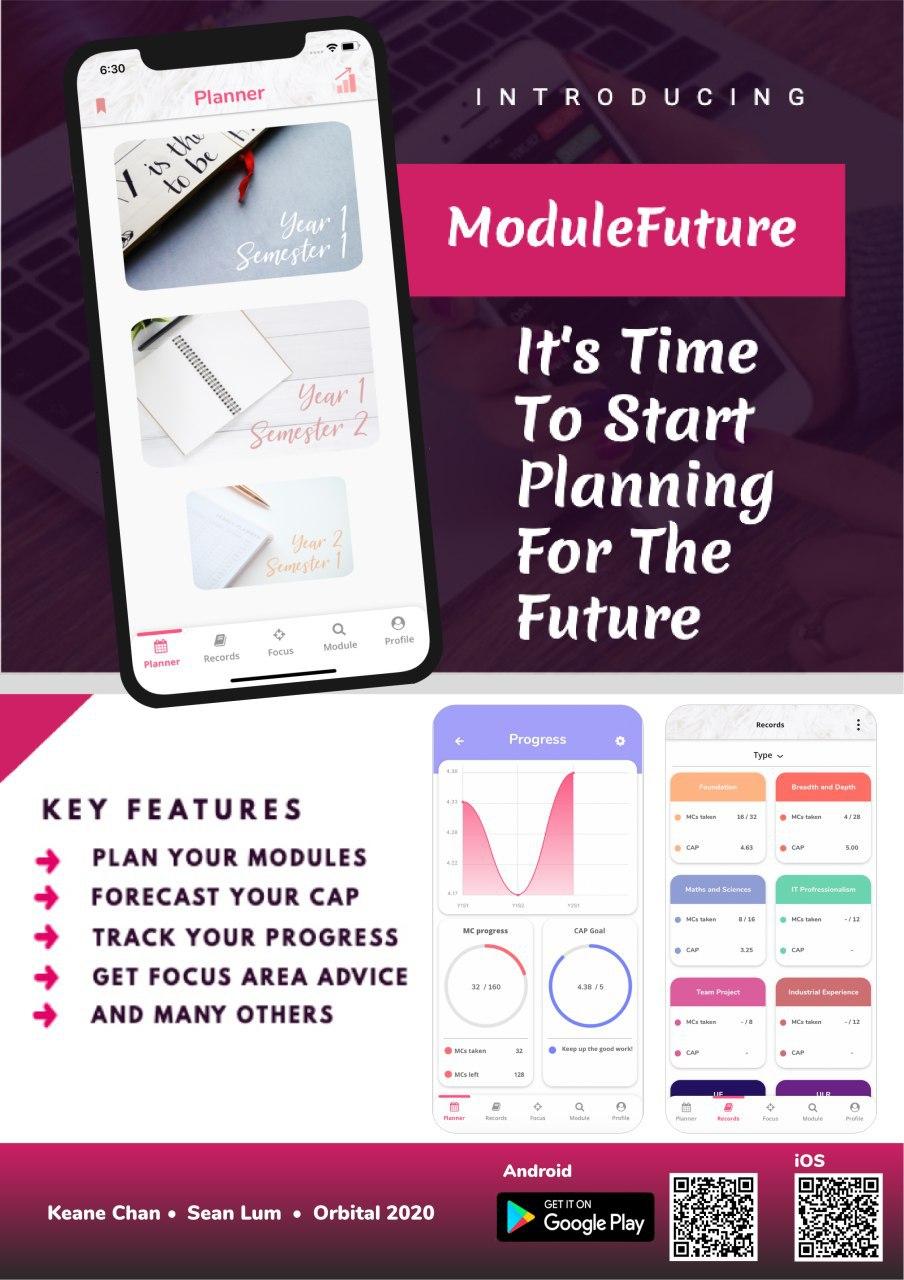 6:30
Planner
Y is the
to be
Year 1
Semester 1
Year 1
Semester 2
Year 2
Semester 1
Planner
Records
Focus
Module
Profile
INTRODUCING
ModuleFuture
It's Time
To Start
Planning
For The
Future
KEY FEATURES
PLAN YOUR MODULES
FORECAST YOUR CAP
TRACK YOUR PROGRESS
GET FOCUS AREA ADVICE
AND MANY OTHERS
Progress
4.38
4.33
4.28
4.22
4.17
Y1S1 Y1S2 Y2S1
MC progress
32 / 160
MCs taken 32
MCs left 128
CAP Goal
4.38 / 5
Keep up the good work!
Planner Records Focus Module Profile
Records
Type
Foundation
MCs taken 16 / 32
CAP 4.63
Breadth and Depth
MCs taken 4 / 28
CAP 5.00
Maths and Sciences
MCs taken 8 / 16
CAP 3.25
IT Profressionalism
MCs taken - / 12
CAP -
Team Project
MCs taken - / 8
CAP -
Industrial Experience
MCs taken - / 12
CAP -
UE
ULR
Planner Records Focus Module Profile
Keane Chan • Sean Lum • Orbital 2020
Android
GET IT ON
Google Play
iOS